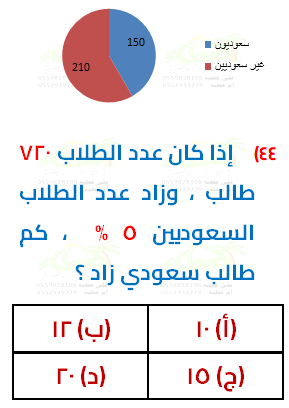 150
210
سعوديون
غير سعوديين
٤٤) إذا كان عدد الطلاب ٧٢٠
طالب ، وزاد عدد الطلاب
السعوديين ٥ % ، كم
طالب سعودي زاد ؟
(أ) ١٠ (ب) ١٢
(ج) ١٥ (د) ٢٠